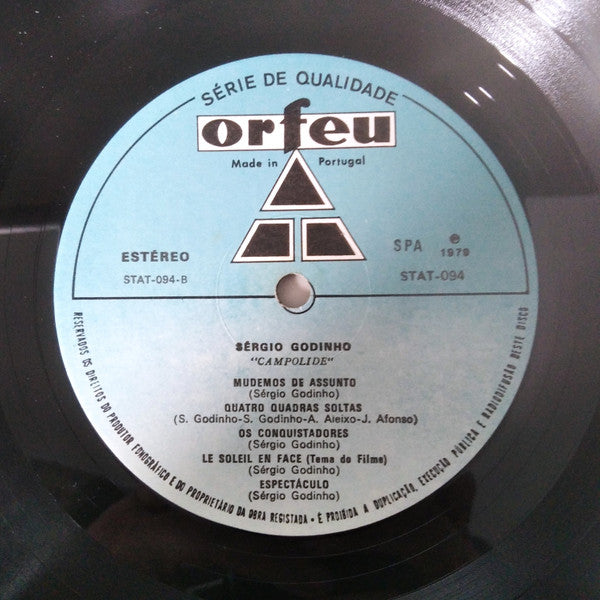 SÉRIE DE QUALIDADE
orfeu
Made in Portugal
ESTÉREO
STAT-094-B
SPA ℗ 1979
STAT-094
SÉRGIO GODINHO
"CAMPOLIDE"
MUDEMOS DE ASSUNTO
(Sérgio Godinho)
QUATRO QUADRAS SOLTAS
(S. Godinho-S. Godinho-A. Aleixo-J. Afonso)
OS CONQUISTADORES
(Sérgio Godinho)
LE SOLEIL EN FACE (Tema do Filme)
(Sérgio Godinho)
ESPECTÁCULO
(Sérgio Godinho)
RESERVADOS OS DIREITOS DO PRODUTOR FONOGRÁFICO E DO PROPRIETÁRIO DA OBRA REGISTADA - É PROIBIDA A DUPLICAÇÃO, EXECUÇÃO PÚBLICA E RADIODIFUSÃO DESTE DISCO